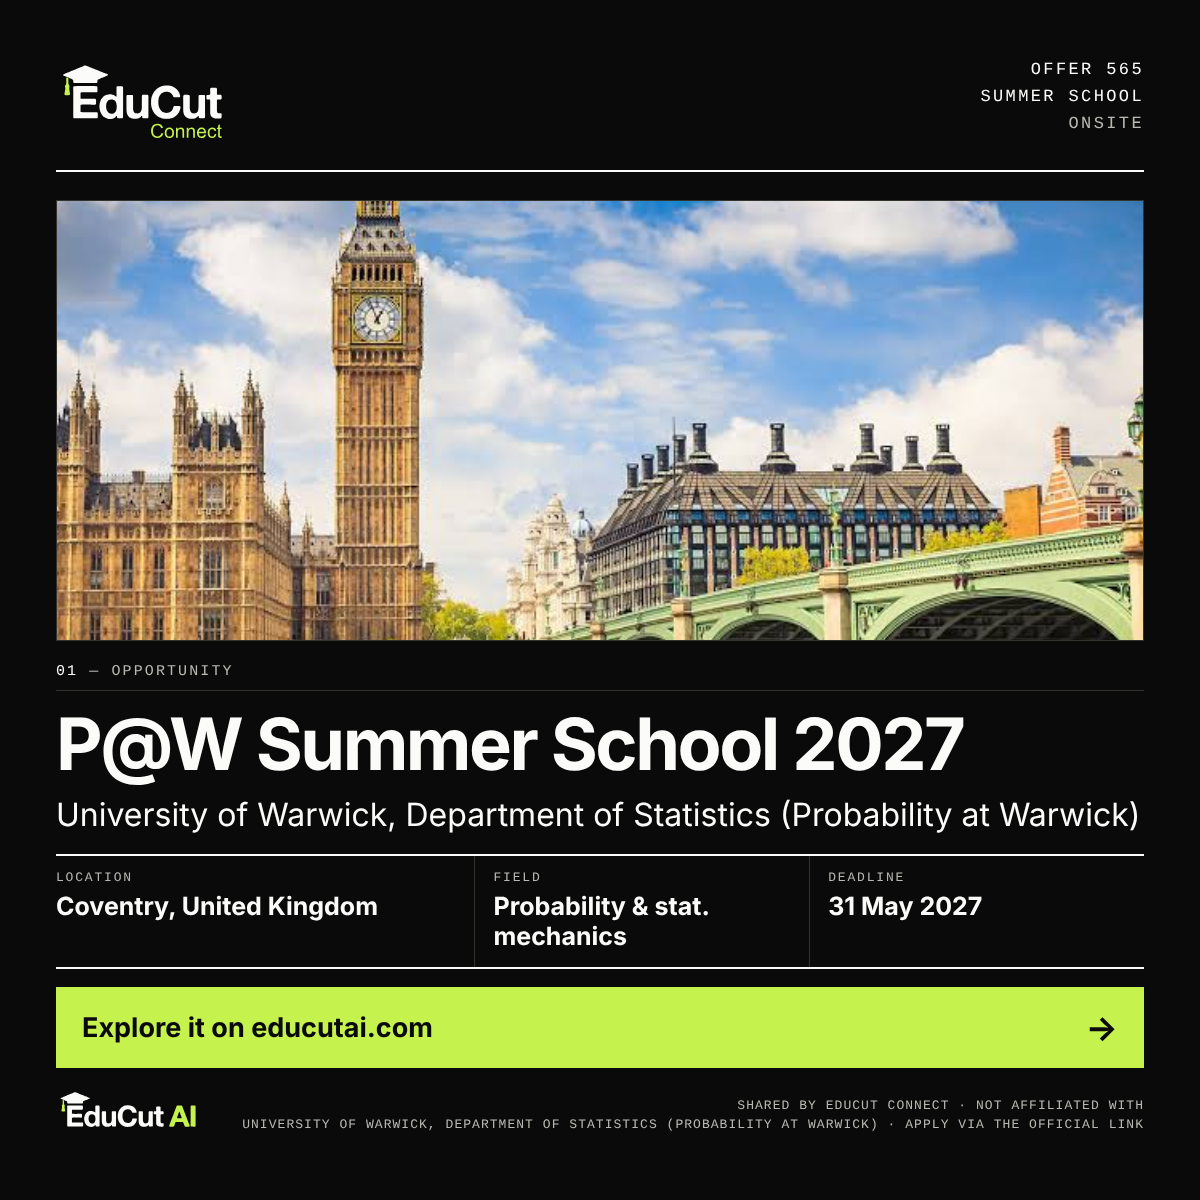 EduCut
Connect
OFFER 565
SUMMER SCHOOL
ONSITE
01 — OPPORTUNITY
P@W Summer School 2027
University of Warwick, Department of Statistics (Probability at Warwick)
LOCATION
Coventry, United Kingdom
FIELD
Probability & stat.
mechanics
DEADLINE
31 May 2027
Explore it on educutai.com →
EduCut AI
SHARED BY EDUCUT CONNECT · NOT AFFILIATED WITH
UNIVERSITY OF WARWICK, DEPARTMENT OF STATISTICS (PROBABILITY AT WARWICK) · APPLY VIA THE OFFICIAL LINK